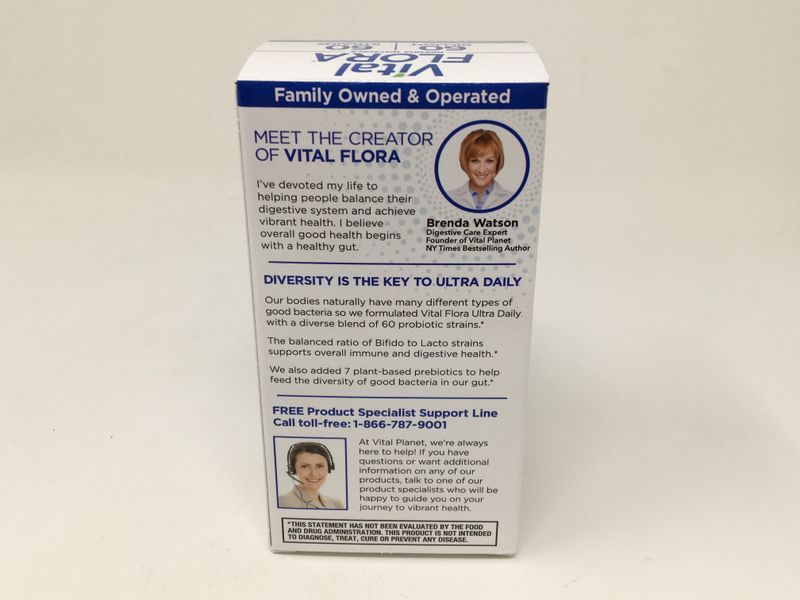 60 | 60
Vital
FLORA
Family Owned & Operated
MEET THE CREATOR
OF VITAL FLORA
I've devoted my life to
helping people balance their
digestive system and achieve
vibrant health. I believe
overall good health begins
with a healthy gut.
Brenda Watson
Digestive Care Expert
Founder of Vital Planet
NY Times Bestselling Author
DIVERSITY IS THE KEY TO ULTRA DAILY
Our bodies naturally have many different types of
good bacteria so we formulated Vital Flora Ultra Daily
with a diverse blend of 60 probiotic strains.*
The balanced ratio of Bifido to Lacto strains
supports overall immune and digestive health.*
We also added 7 plant-based prebiotics to help
feed the diversity of good bacteria in our gut.*
FREE Product Specialist Support Line
Call toll-free: 1-866-787-9001
At Vital Planet, we're always
here to help! If you have
questions or want additional
information on any of our
products, talk to one of our
product specialists who will be
happy to guide you on your
journey to vibrant health.
*THIS STATEMENT HAS NOT BEEN EVALUATED BY THE FOOD
AND DRUG ADMINISTRATION. THIS PRODUCT IS NOT INTENDED
TO DIAGNOSE, TREAT, CURE OR PREVENT ANY DISEASE.